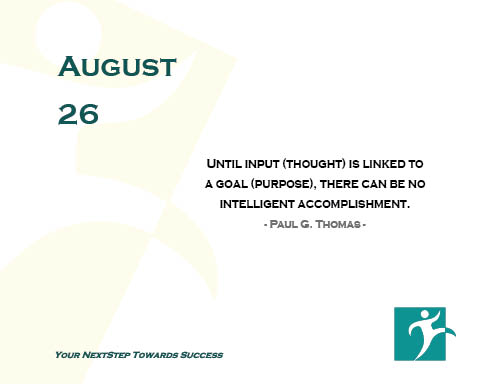 August
26
Until input (thought) is linked to
a goal (purpose), there can be no
intelligent accomplishment.
- Paul G. Thomas -
Your NextStep Towards Success